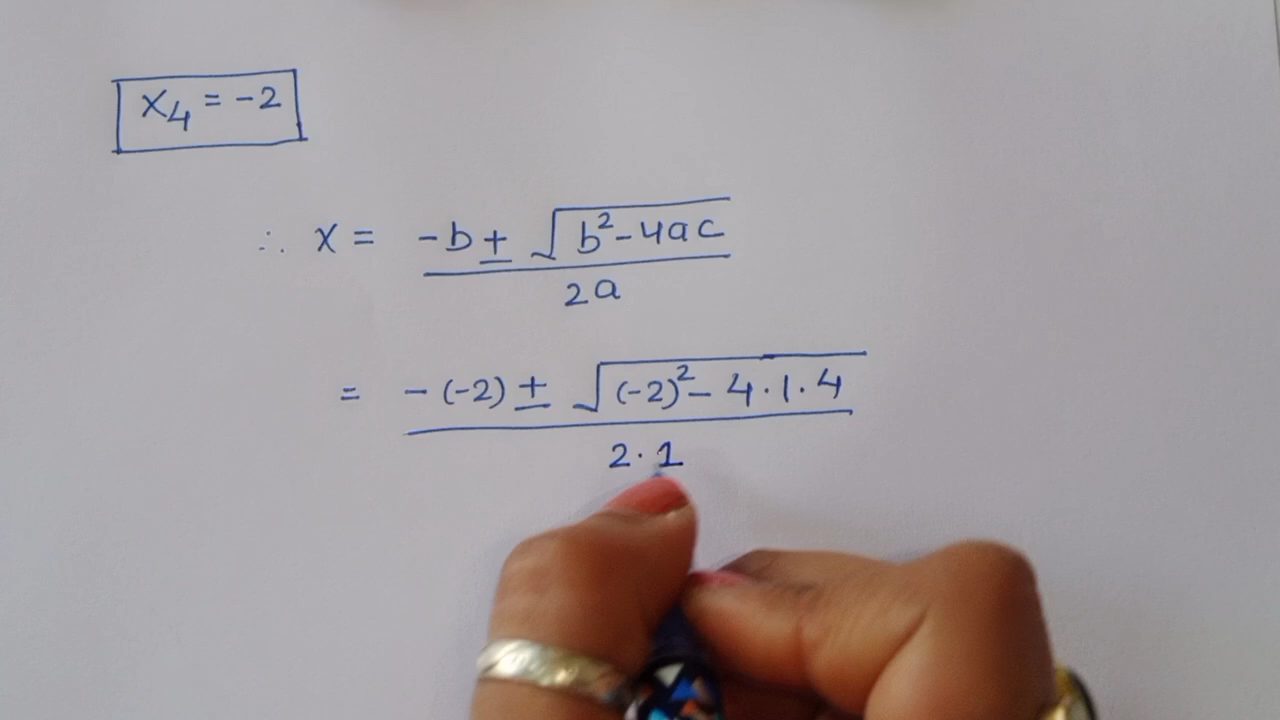 x₄ = -2
∴ x = -b ± √(b² - 4ac) / 2a
= -(-2) ± √((-2)² - 4·1·4) / 2·1